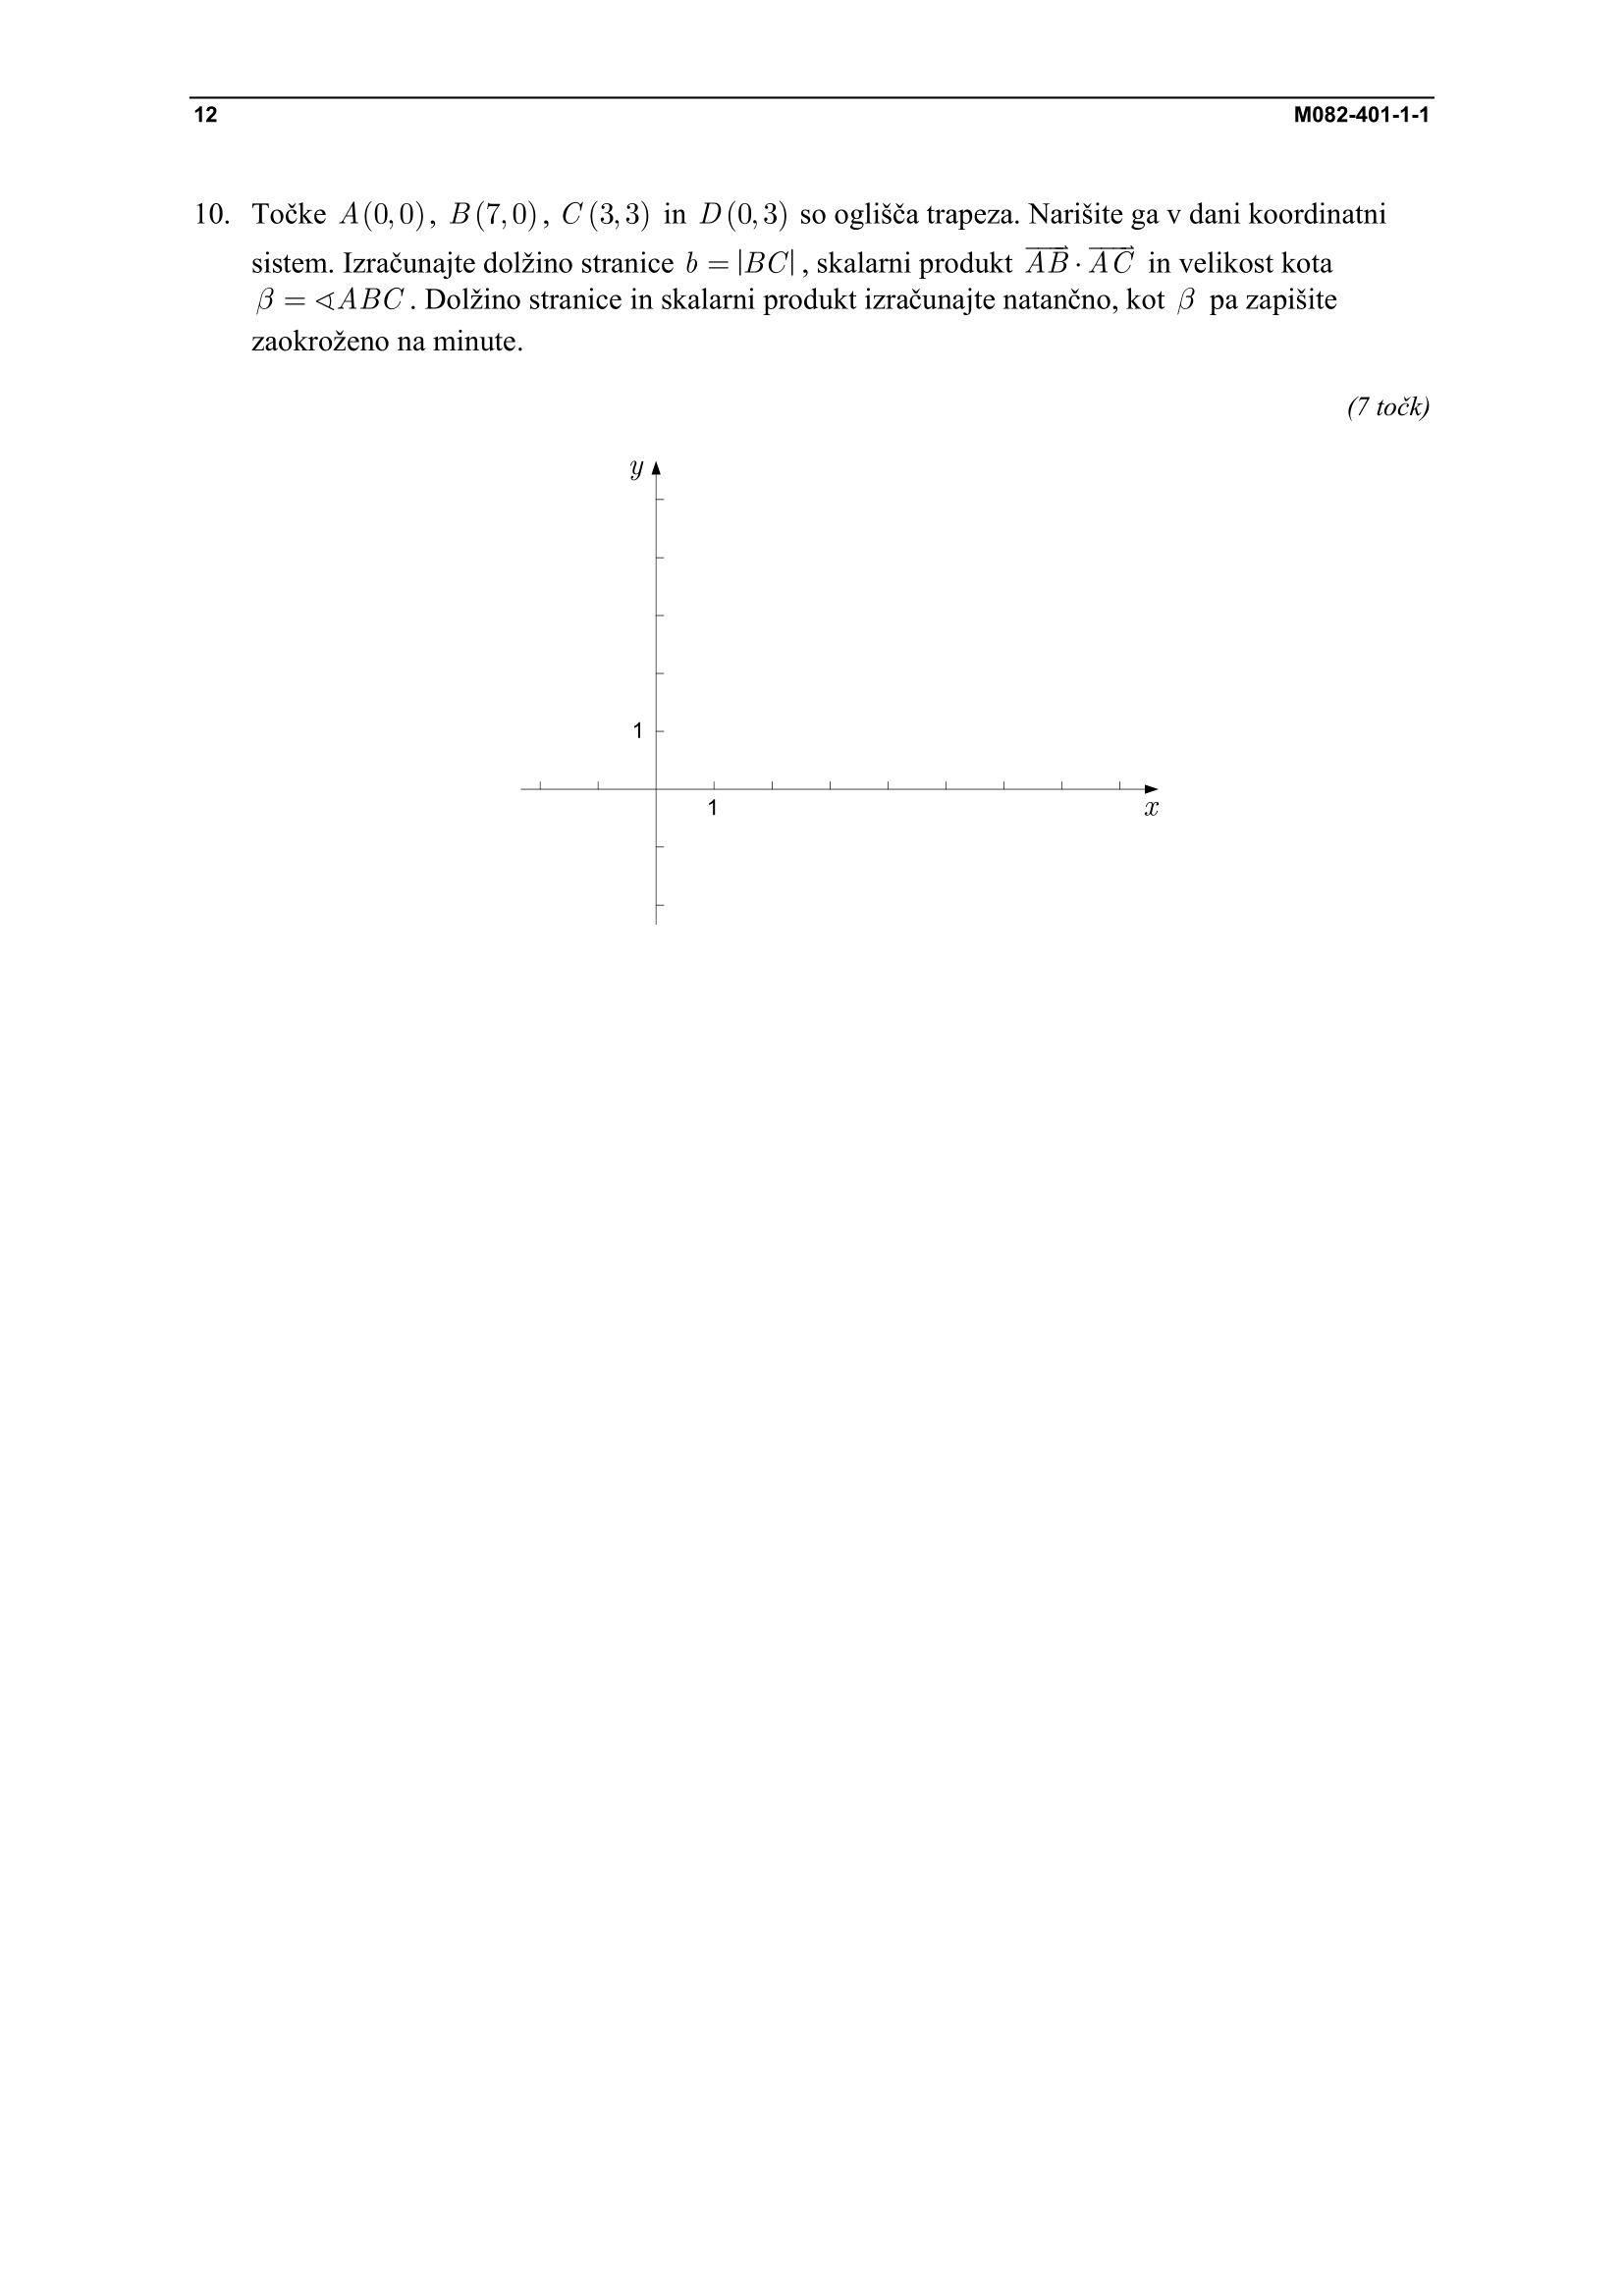 12 M082-401-1-1
10. Točke A(0,0), B(7,0), C(3,3) in D(0,3) so oglišča trapeza. Narišite ga v dani koordinatni
sistem. Izračunajte dolžino stranice b = |BC|, skalarni produkt \overrightarrow{AB} · \overrightarrow{AC} in velikost kota
β = ∢ABC. Dolžino stranice in skalarni produkt izračunajte natančno, kot β pa zapišite
zaokroženo na minute.
(7 točk)
y
1
1
x